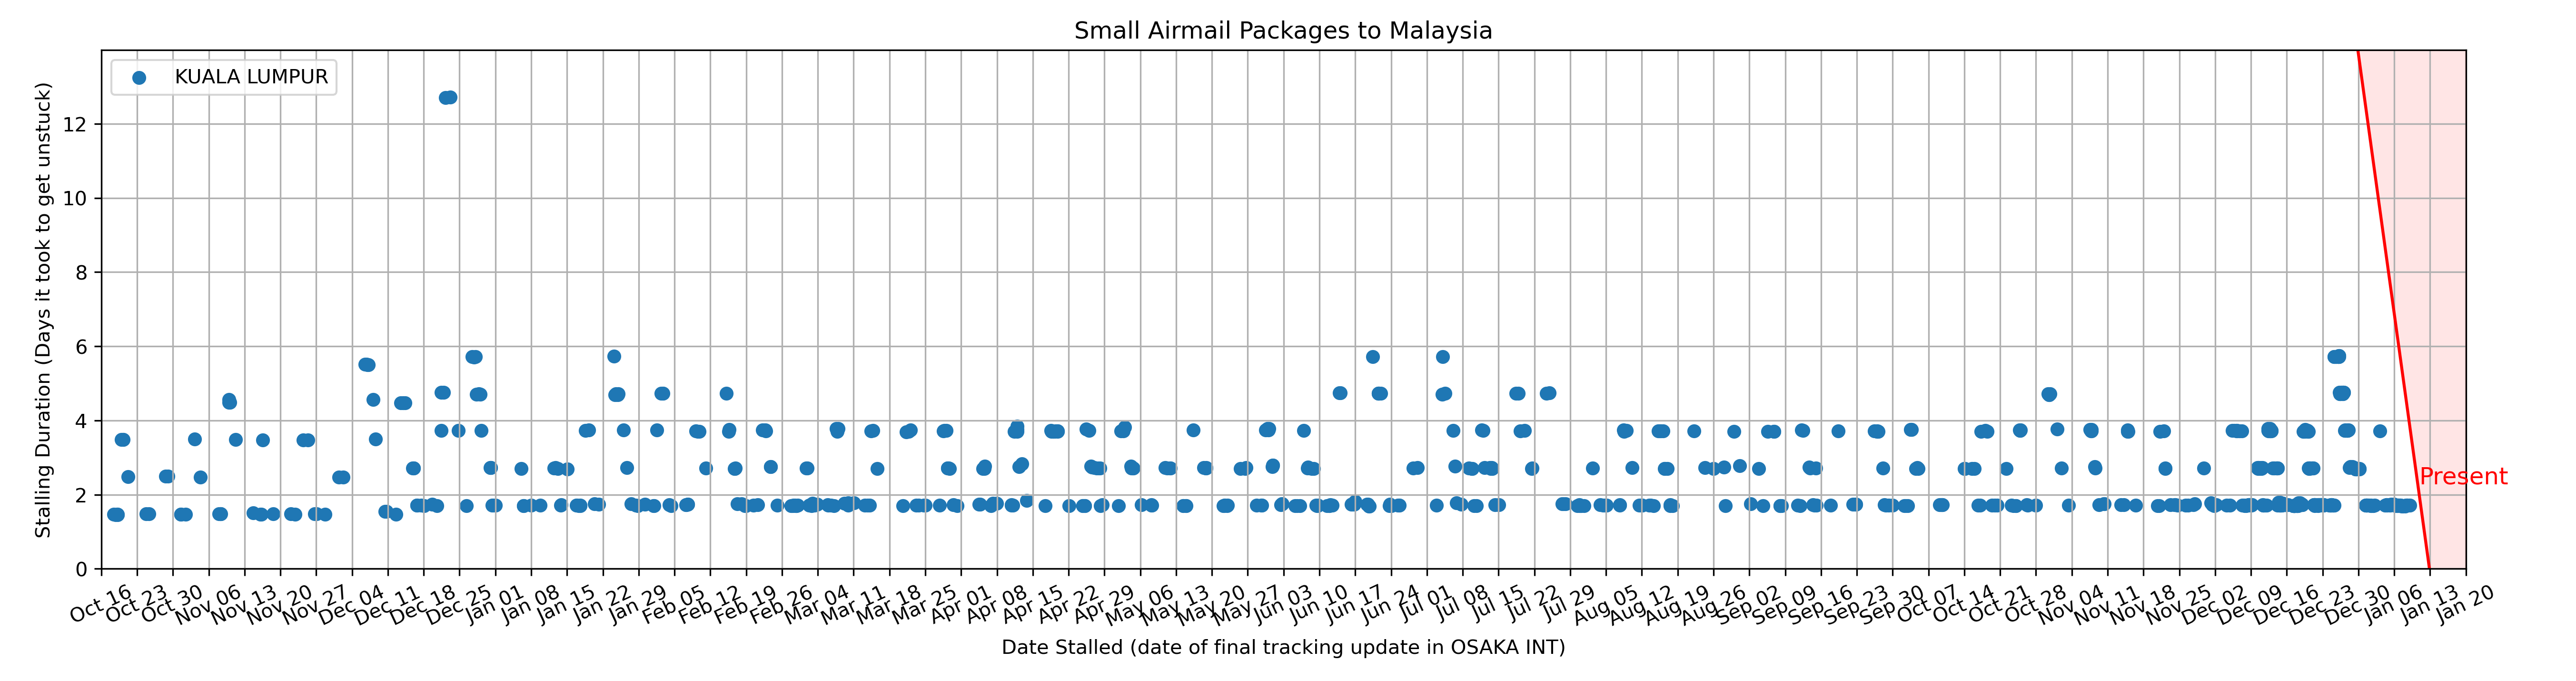 Small Airmail Packages to Malaysia
KUALA LUMPUR
Stalling Duration (Days it took to get unstuck)
12
10
8
6
4
2
0
Present
Oct 16 Oct 23 Oct 30 Nov 06 Nov 13 Nov 20 Nov 27 Dec 04 Dec 11 Dec 18 Dec 25 Jan 01 Jan 08 Jan 15 Jan 22 Jan 29 Feb 05 Feb 12 Feb 19 Feb 26 Mar 04 Mar 11 Mar 18 Mar 25 Apr 01 Apr 08 Apr 15 Apr 22 Apr 29 May 06 May 13 May 20 May 27 Jun 03 Jun 10 Jun 17 Jun 24 Jul 01 Jul 08 Jul 15 Jul 22 Jul 29 Aug 05 Aug 12 Aug 19 Aug 26 Sep 02 Sep 09 Sep 16 Sep 23 Sep 30 Oct 07 Oct 14 Oct 21 Oct 28 Nov 04 Nov 11 Nov 18 Nov 25 Dec 02 Dec 09 Dec 16 Dec 23 Dec 30 Jan 06 Jan 13 Jan 20
Date Stalled (date of final tracking update in OSAKA INT)